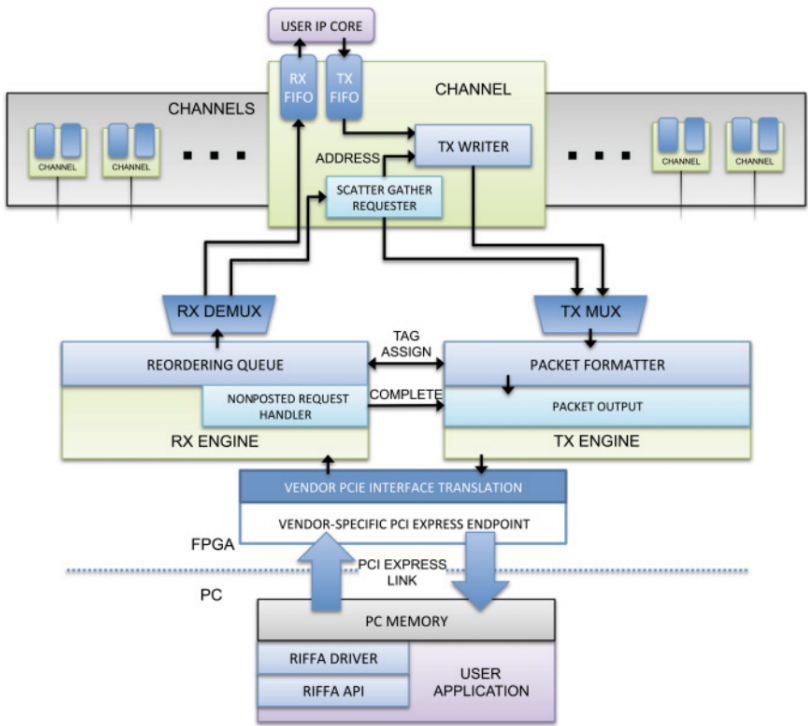 USER IP CORE
RX
FIFO
TX
FIFO
CHANNEL
CHANNELS
CHANNEL
CHANNEL
ADDRESS
TX WRITER
SCATTER GATHER
REQUESTER
CHANNEL
CHANNEL
RX DEMUX
TX MUX
REORDERING QUEUE
TAG
ASSIGN
PACKET FORMATTER
NONPOSTED REQUEST
HANDLER
COMPLETE
PACKET OUTPUT
RX ENGINE
TX ENGINE
VENDOR PCIE INTERFACE TRANSLATION
VENDOR-SPECIFIC PCI EXPRESS ENDPOINT
FPGA
PCI EXPRESS
LINK
PC
PC MEMORY
RIFFA DRIVER
RIFFA API
USER
APPLICATION